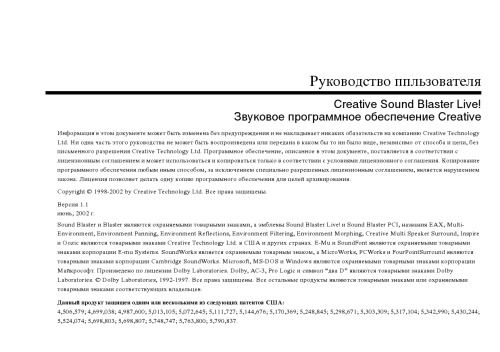 Руководство ппльзователя
Creative Sound Blaster Live!
Звуковое программное обеспечение Creative
Информация в этом документе может быть изменена без предупреждения и не накладывает никаких обязательств на компанию Creative Technology
Ltd. Ни одна часть этого руководства не может быть воспроизведена или передана в каком бы то ни было виде, независимо от способа и цели, без
письменного разрешения Creative Technology Ltd. Программное обеспечение, описанное в этом документе, поставляется в соответствии с
лицензионным соглашением и может использоваться и копироваться только в соответствии с условиями лицензионного соглашения. Копирование
программного обеспечения любым иным способом, за исключением специально разрешенных лицензионным соглашением, является нарушением
закона. Лицензия позволяет делать одну копию программного обеспечения для целей архивирования.
Copyright © 1998-2002 by Creative Technology Ltd. Все права защищены.
Версия 1.1
июнь, 2002 г.
Sound Blaster и Blaster являются охраняемыми товарными знаками, а эмблемы Sound Blaster Live! и Sound Blaster PCI, названия EAX, Multi-
Environment, Environment Panning, Environment Reflections, Environment Filtering, Environment Morphing, Creative Multi Speaker Surround, Inspire
и Oozic являются товарными знаками Creative Technology Ltd. в США и других странах. E-Mu и SoundFont являются охраняемыми товарными
знаками корпорации E-mu Systems. SoundWorks является охраняемым товарным знаком, а MicroWorks, PCWorks и FourPointSurround являются
товарными знаками корпорации Cambridge SoundWorks. Microsoft, MS-DOS и Windows являются охраняемыми товарными знаками корпорации
Майкрософт. Произведено по лицензии Dolby Laboratories. Dolby, AC-3, Pro Logic и символ “два D” являются товарными знаками Dolby
Laboratories. © Dolby Laboratories, 1992-1997. Все права защищены. Все остальные продукты являются товарными знаками или охраняемыми
товарными знаками соответствующих владельцев.
Данный продукт защищен одним или несколькими из следующих патентов США:
4,506,579; 4,699,038; 4,987,600; 5,013,105; 5,072,645; 5,111,727; 5,144,676; 5,170,369; 5,248,845; 5,298,671; 5,303,309; 5,317,104; 5,342,990; 5,430,244;
5,524,074; 5,698,803; 5,698,807; 5,748,747; 5,763,800; 5,790,837.